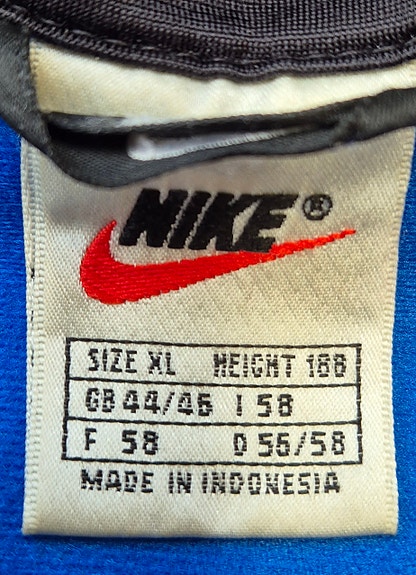 NIKE®
SIZE XL HEIGHT 188
GB 44/46 I 58
F 58 D 56/58
MADE IN INDONESIA